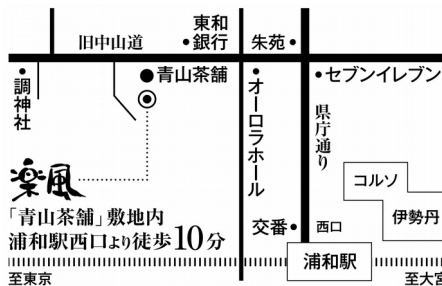 旧中山道
東和
銀行
朱苑
青山茶舗
セブンイレブン
調神社
オーロラホール
県庁通り
楽風
コルソ
伊勢丹
「青山茶舗」敷地内
浦和駅西口より徒歩10分
交番
西口
浦和駅
至東京
至大宮